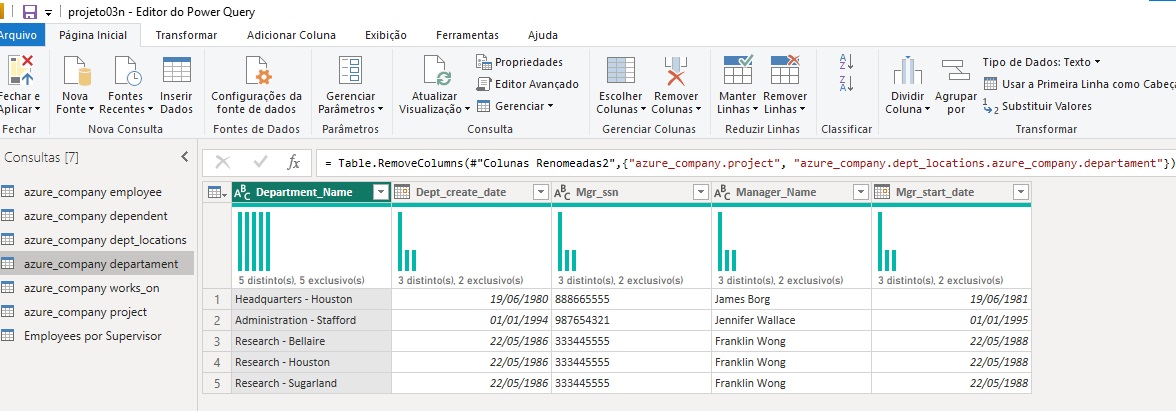 projeto03n - Editor do Power Query
Arquivo Página Inicial Transformar Adicionar Coluna Exibição Ferramentas Ajuda
Fechar e Aplicar
Nova Fonte
Fontes Recentes
Inserir Dados
Configurações da fonte de dados
Gerenciar Parâmetros
Atualizar Visualização
Propriedades
Editor Avançado
Gerenciar
Escolher Colunas
Remover Colunas
Manter Linhas
Remover Linhas
Dividir Coluna
Agrupar por
Tipo de Dados: Texto
Usar a Primeira Linha como Cabeça
Substituir Valores
Fechar Nova Consulta Fontes de Dados Parâmetros Consulta Gerenciar Colunas Reduzir Linhas Classificar Transformar
Consultas [7]
azure_company employee
azure_company dependent
azure_company dept_locations
azure_company departament
azure_company works_on
azure_company project
Employees por Supervisor
fx = Table.RemoveColumns(#"Colunas Renomeadas2",{"azure_company.project", "azure_company.dept_locations.azure_company.departament"})
Department_Name Dept_create_date Mgr_ssn Manager_Name Mgr_start_date
5 distinto(s), 5 exclusivo(s) 3 distinto(s), 2 exclusivo(s) 3 distinto(s), 2 exclusivo(s) 3 distinto(s), 2 exclusivo(s) 3 distinto(s), 2 exclusivo(s)
1 Headquarters - Houston 19/06/1980 888665555 James Borg 19/06/1981
2 Administration - Stafford 01/01/1994 987654321 Jennifer Wallace 01/01/1995
3 Research - Bellaire 22/05/1986 333445555 Franklin Wong 22/05/1988
4 Research - Houston 22/05/1986 333445555 Franklin Wong 22/05/1988
5 Research - Sugarland 22/05/1986 333445555 Franklin Wong 22/05/1988